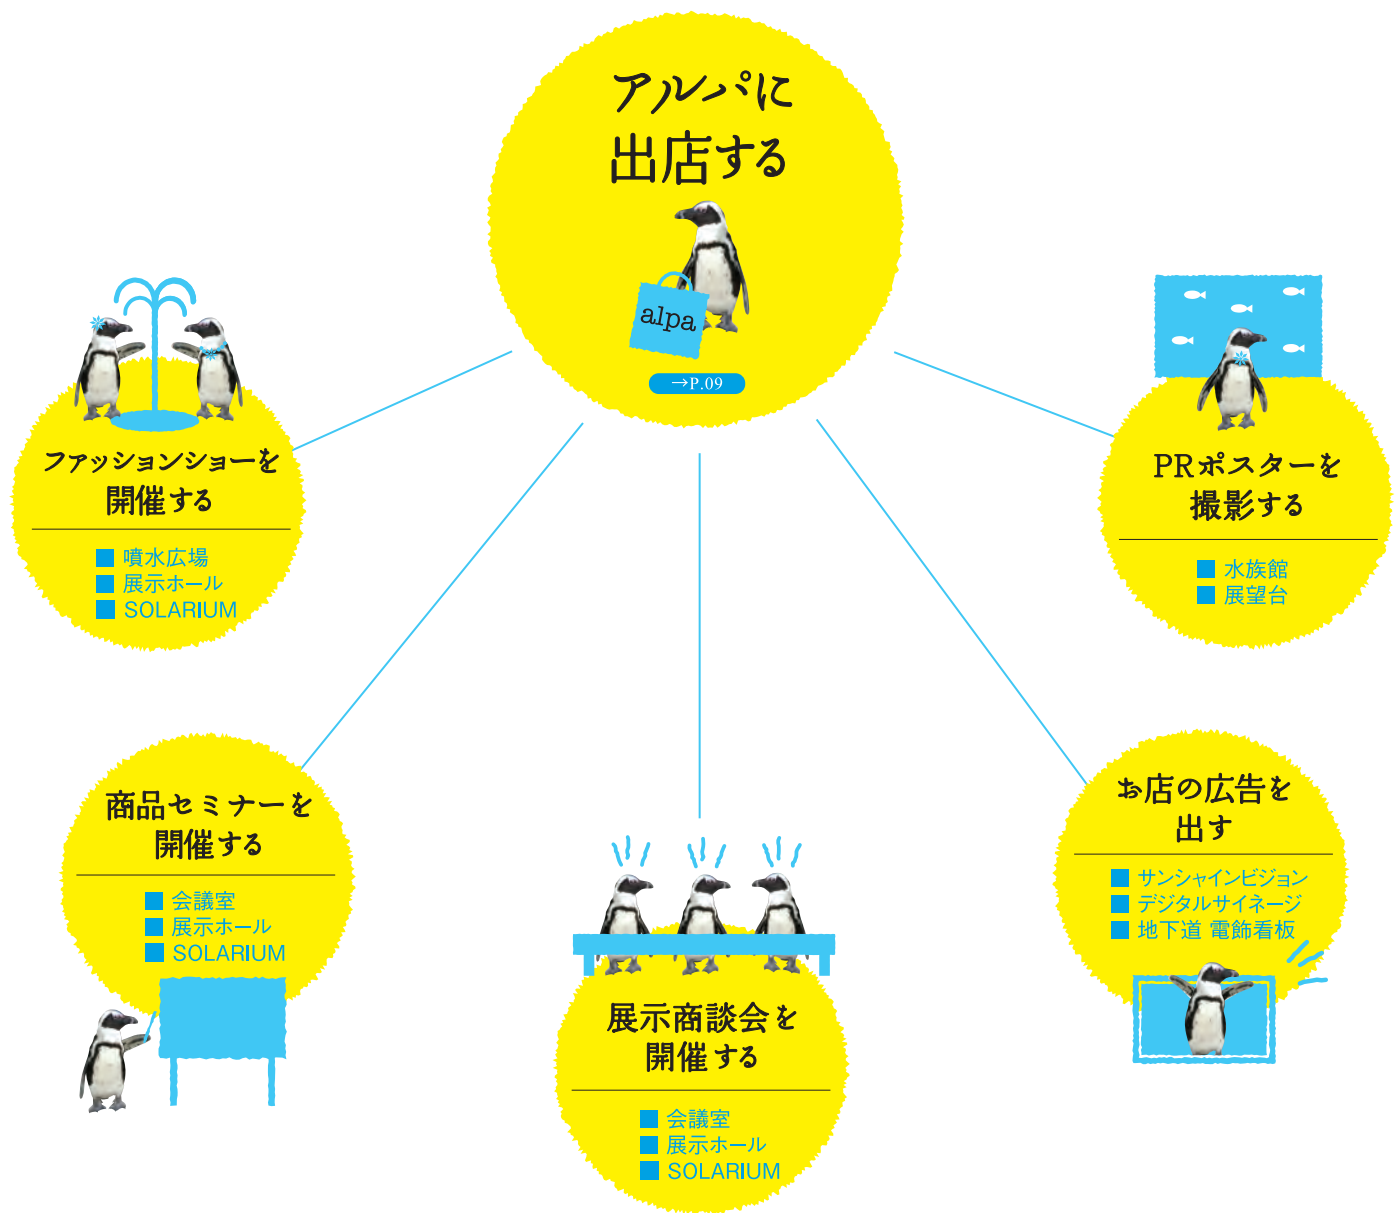 アルパに
出店する
alpa
→P.09
ファッションショーを
開催する
■ 噴水広場
■ 展示ホール
■ SOLARIUM
PRポスターを
撮影する
■ 水族館
■ 展望台
商品セミナーを
開催する
■ 会議室
■ 展示ホール
■ SOLARIUM
展示商談会を
開催する
■ 会議室
■ 展示ホール
■ SOLARIUM
お店の広告を
出す
■ サンシャインビジョン
■ デジタルサイネージ
■ 地下道 電飾看板